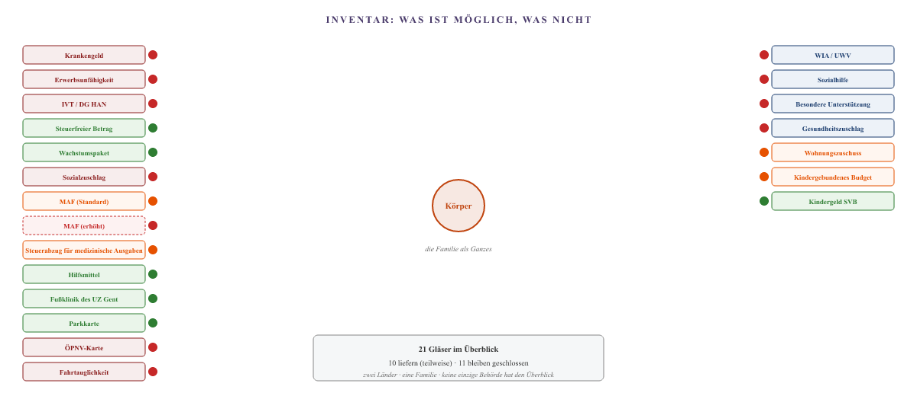 INVENTAR: WAS IST MÖGLICH, WAS NICHT
Krankengeld
Erwerbsunfähigkeit
IVT / DG HAN
Steuerfreier Betrag
Wachstumspaket
Sozialzuschlag
MAF (Standard)
MAF (erhöht)
Steuerabzug für medizinische Ausgaben
Hilfsmittel
Fußklinik des UZ Gent
Parkkarte
ÖPNV-Karte
Fahrtauglichkeit
Körper
die Familie als Ganzes
21 Gläser im Überblick
10 liefern (teilweise) · 11 bleiben geschlossen
zwei Länder · eine Familie · keine einzige Behörde hat den Überblick
WIA / UWV
Sozialhilfe
Besondere Unterstützung
Gesundheitszuschlag
Wohnungszuschuss
Kindergebundenes Budget
Kindergeld SVB